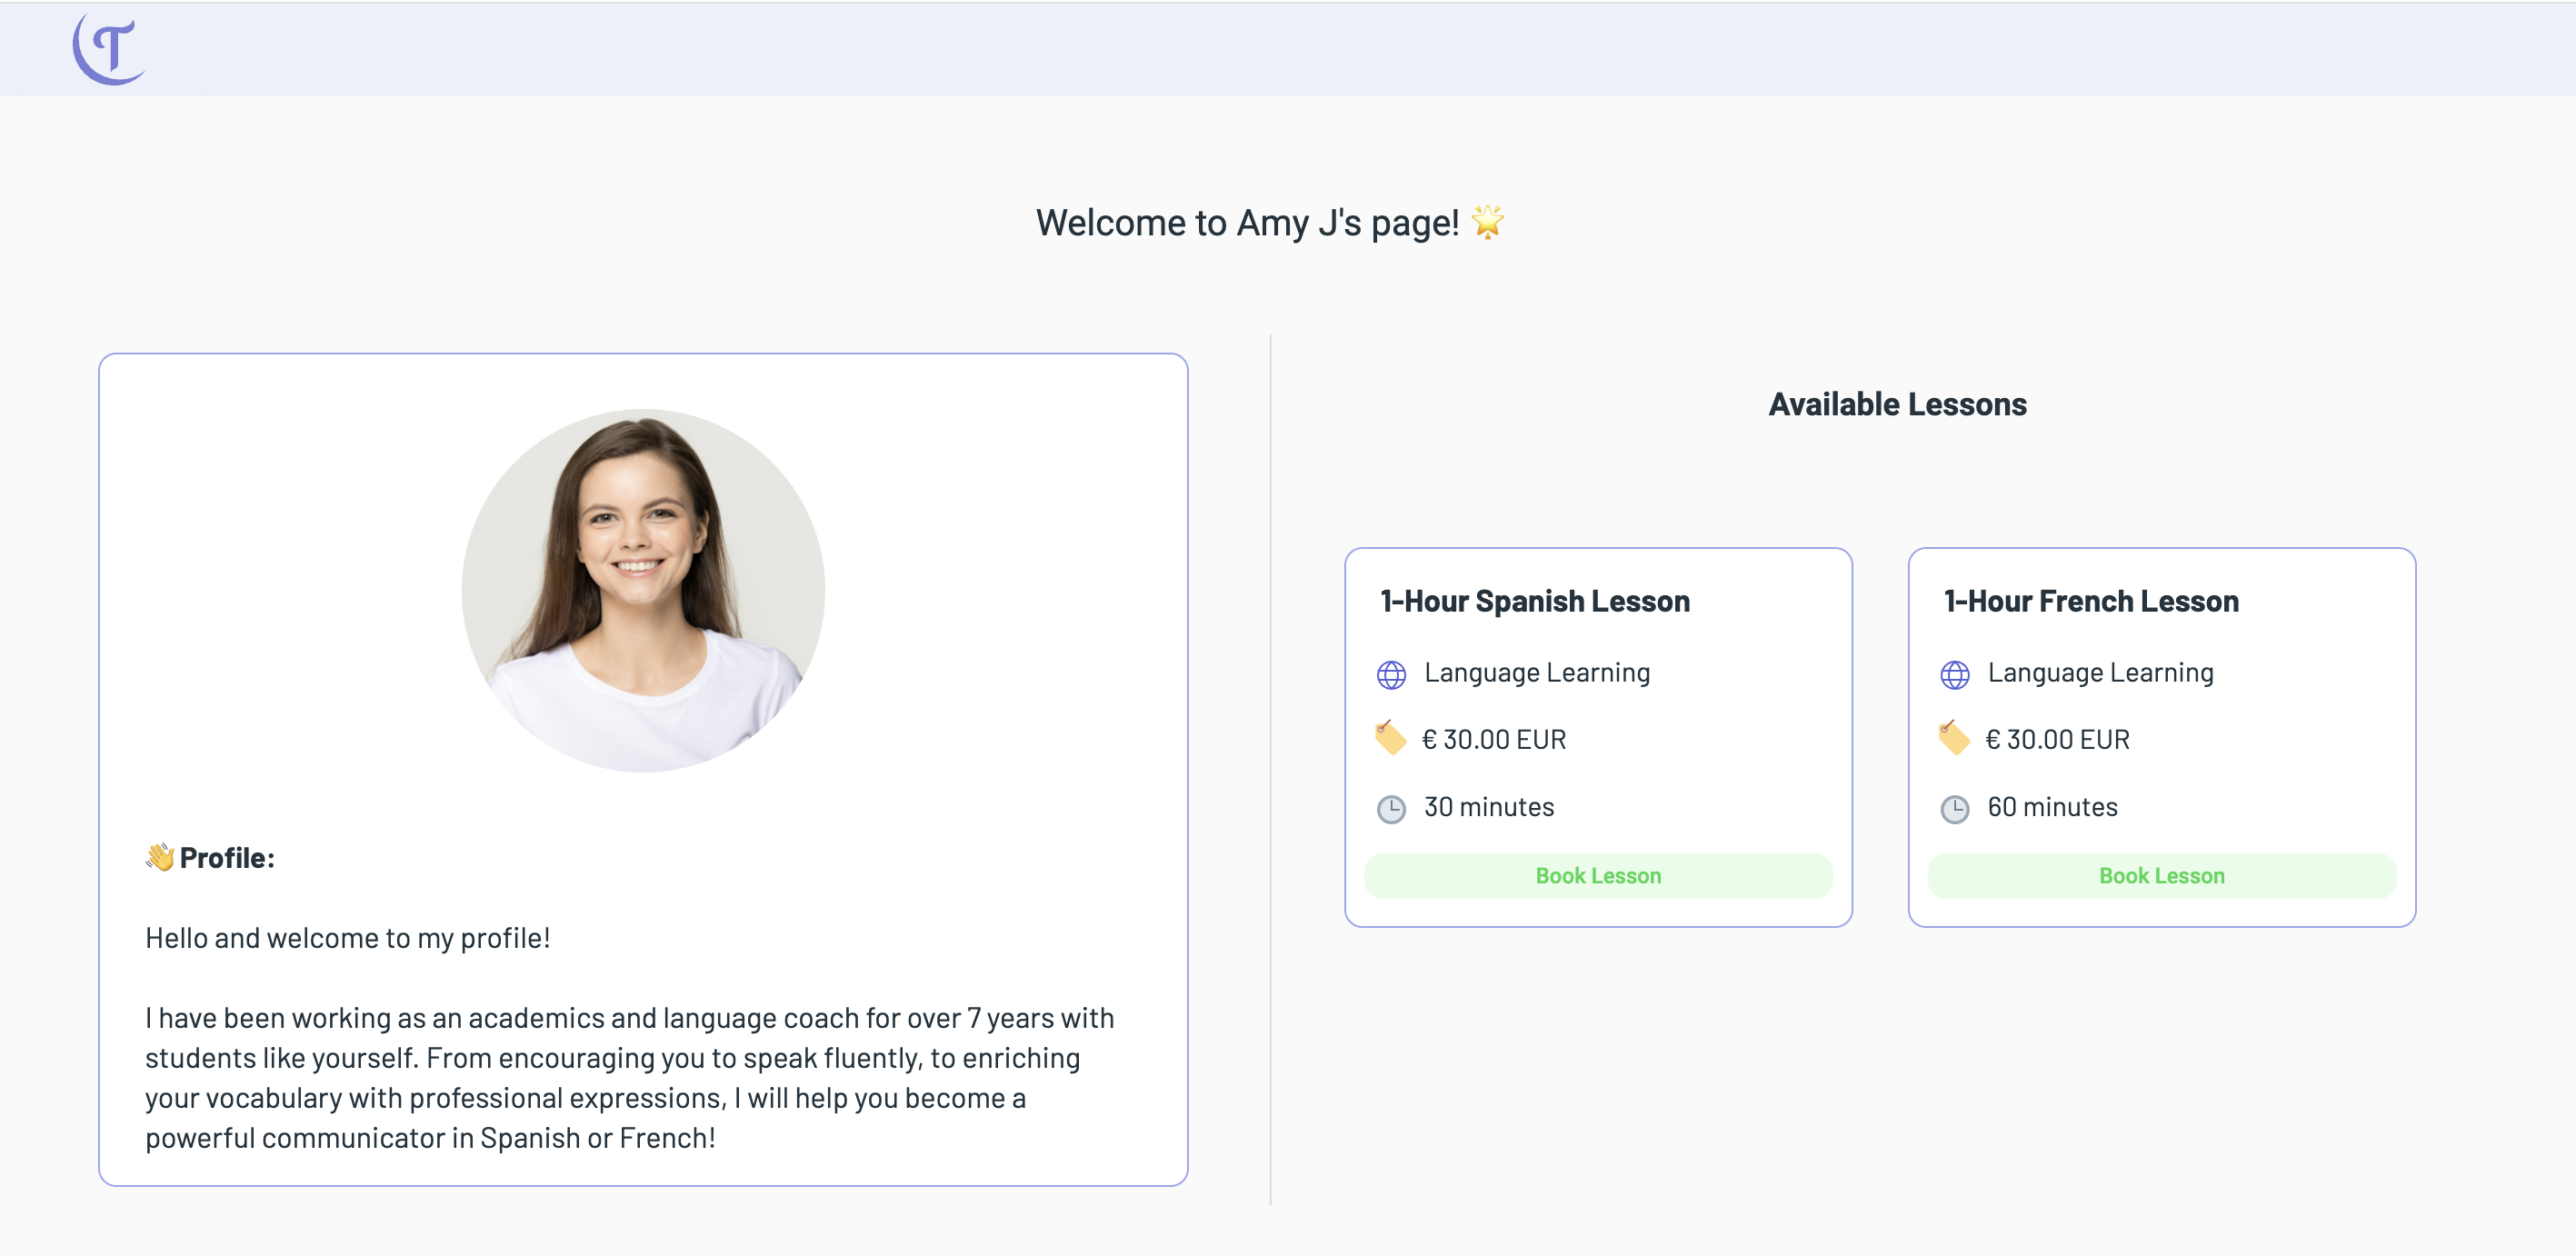 T
Welcome to Amy J's page! 🌟
👋 Profile:
Hello and welcome to my profile!
I have been working as an academics and language coach for over 7 years with
students like yourself. From encouraging you to speak fluently, to enriching
your vocabulary with professional expressions, I will help you become a
powerful communicator in Spanish or French!
Available Lessons
1-Hour Spanish Lesson
Language Learning
€ 30.00 EUR
30 minutes
Book Lesson
1-Hour French Lesson
Language Learning
€ 30.00 EUR
60 minutes
Book Lesson